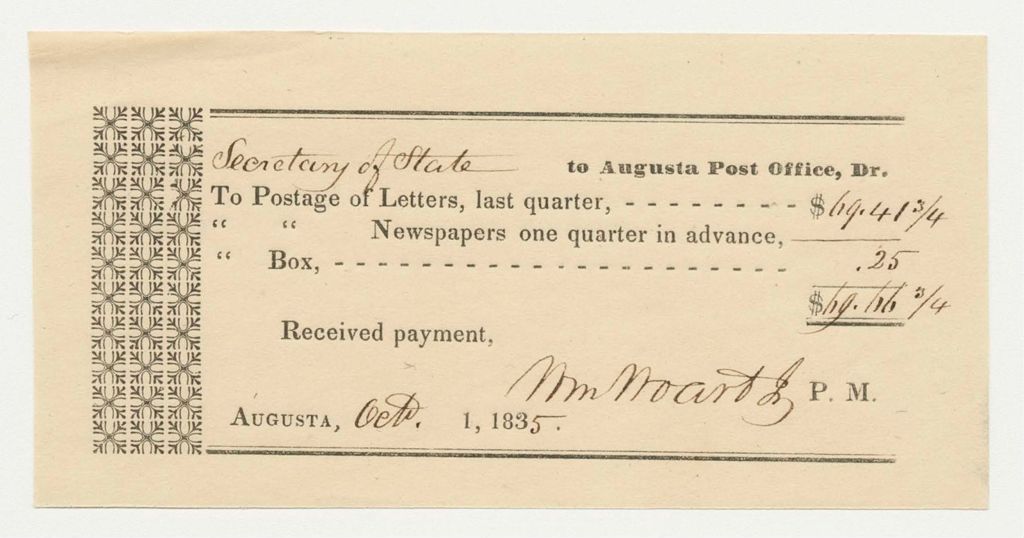 Secretary of State to Augusta Post Office, Dr.
To Postage of Letters, last quarter, - - - - - - - - $69.41 3/4
“ “ Newspapers one quarter in advance,
“ Box, - - - - - - - - - - - - - - - - - - - - - .25
$69.66 3/4
Received payment,
Wm Woart Jr P. M.
AUGUSTA, Octr. 1, 1835.